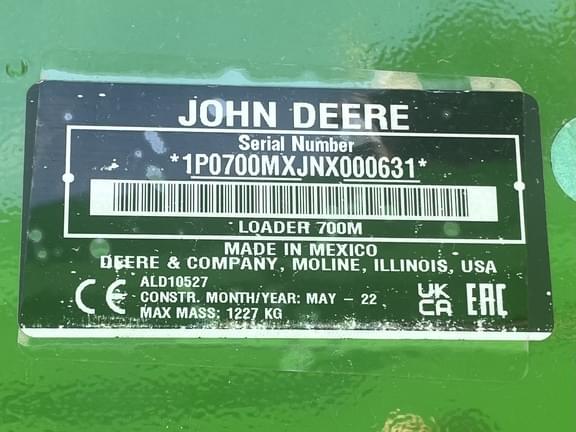 JOHN DEERE
Serial Number
*1P0700MXJNX000631*
LOADER 700M
MADE IN MEXICO
DEERE & COMPANY, MOLINE, ILLINOIS, USA
ALD10527
CE CONSTR. MONTH/YEAR: MAY - 22 UK CA EAC
MAX MASS: 1227 KG